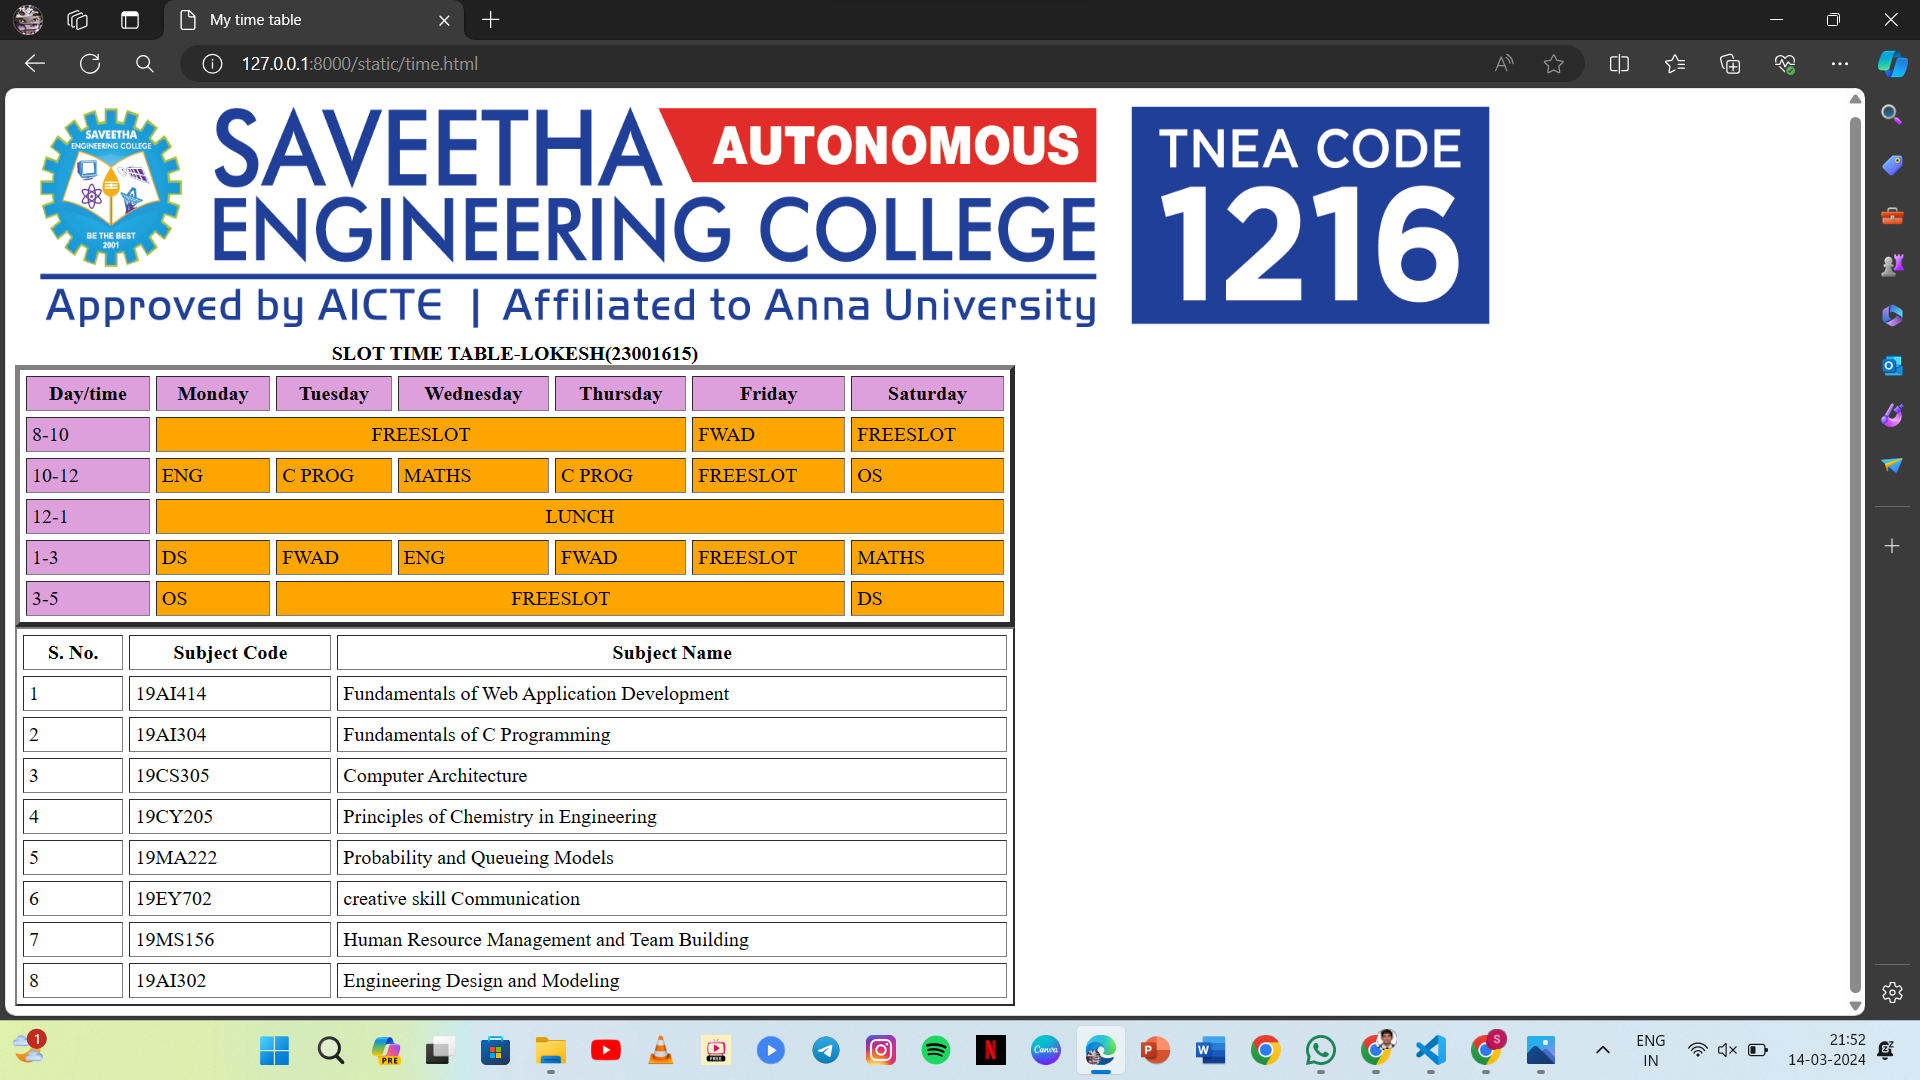 My time table
127.0.0.1:8000/static/time.html
SAVEETHA
ENGINEERING COLLEGE
BE THE BEST
2001
SAVEETHA AUTONOMOUS
ENGINEERING COLLEGE
Approved by AICTE | Affiliated to Anna University
TNEA CODE
1216
SLOT TIME TABLE-LOKESH(23001615)
Day/time Monday Tuesday Wednesday Thursday Friday Saturday
8-10 FREESLOT FWAD FREESLOT
10-12 ENG C PROG MATHS C PROG FREESLOT OS
12-1 LUNCH
1-3 DS FWAD ENG FWAD FREESLOT MATHS
3-5 OS FREESLOT DS
S. No. Subject Code Subject Name
1 19AI414 Fundamentals of Web Application Development
2 19AI304 Fundamentals of C Programming
3 19CS305 Computer Architecture
4 19CY205 Principles of Chemistry in Engineering
5 19MA222 Probability and Queueing Models
6 19EY702 creative skill Communication
7 19MS156 Human Resource Management and Team Building
8 19AI302 Engineering Design and Modeling
1
PRE
FREE
N
Canva
P
W
S
ENG
IN
21:52
14-03-2024